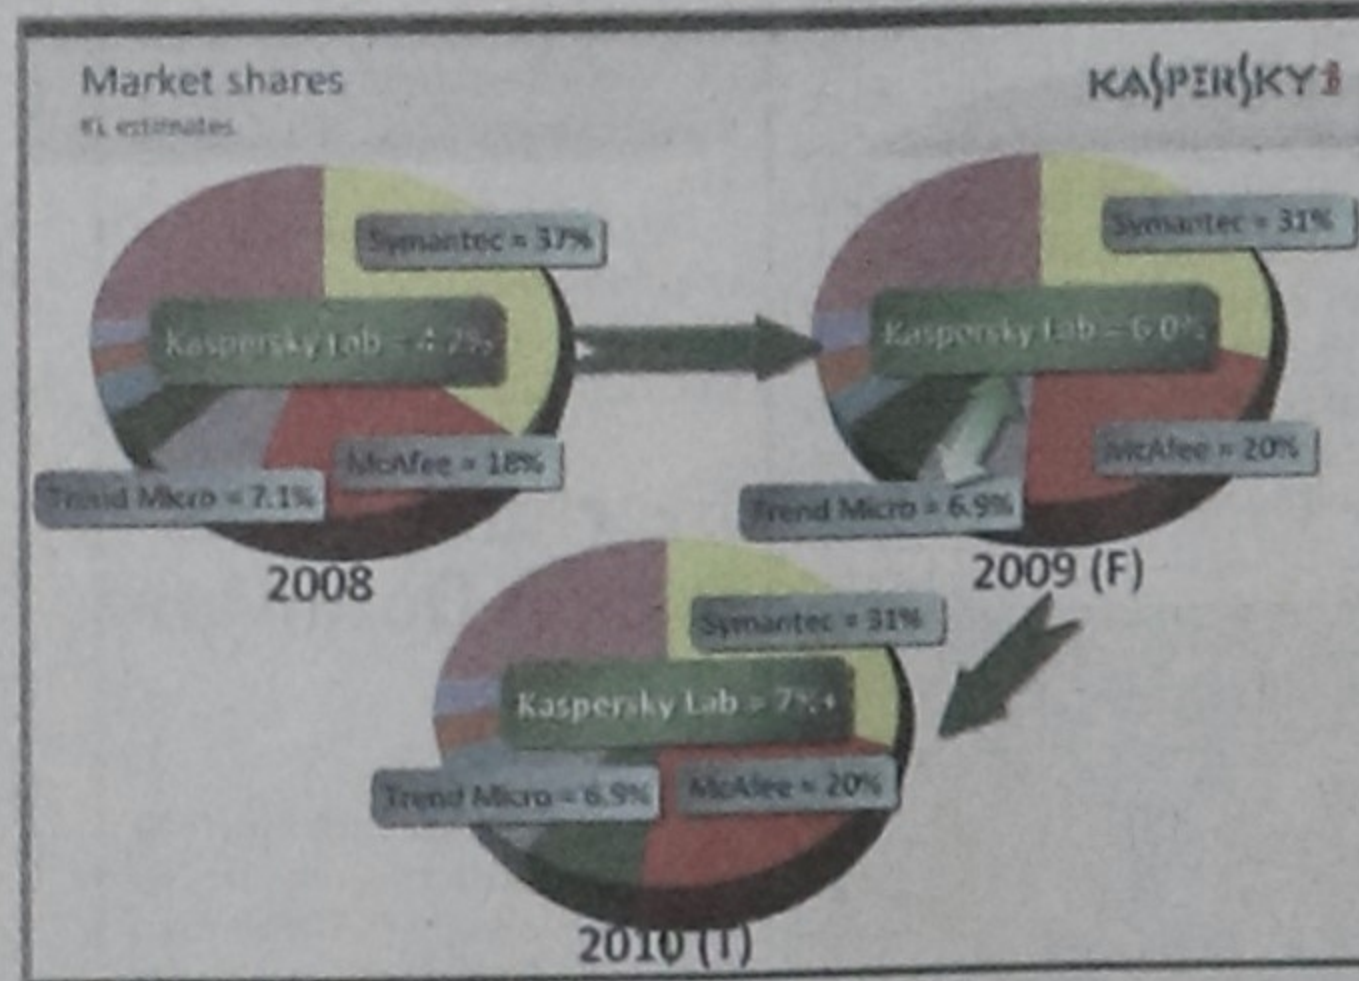 Market shares
KL estimates
KASPERSKY lab
Symantec = 37%
Kaspersky Lab = 4.2%
McAfee = 18%
Trend Micro = 7.1%
2008
Symantec = 31%
Kaspersky Lab = 6.0%
McAfee = 20%
Trend Micro = 6.9%
2009 (F)
Symantec = 31%
Kaspersky Lab = 7%+
Trend Micro = 6.9%
McAfee = 20%
2010 (T)